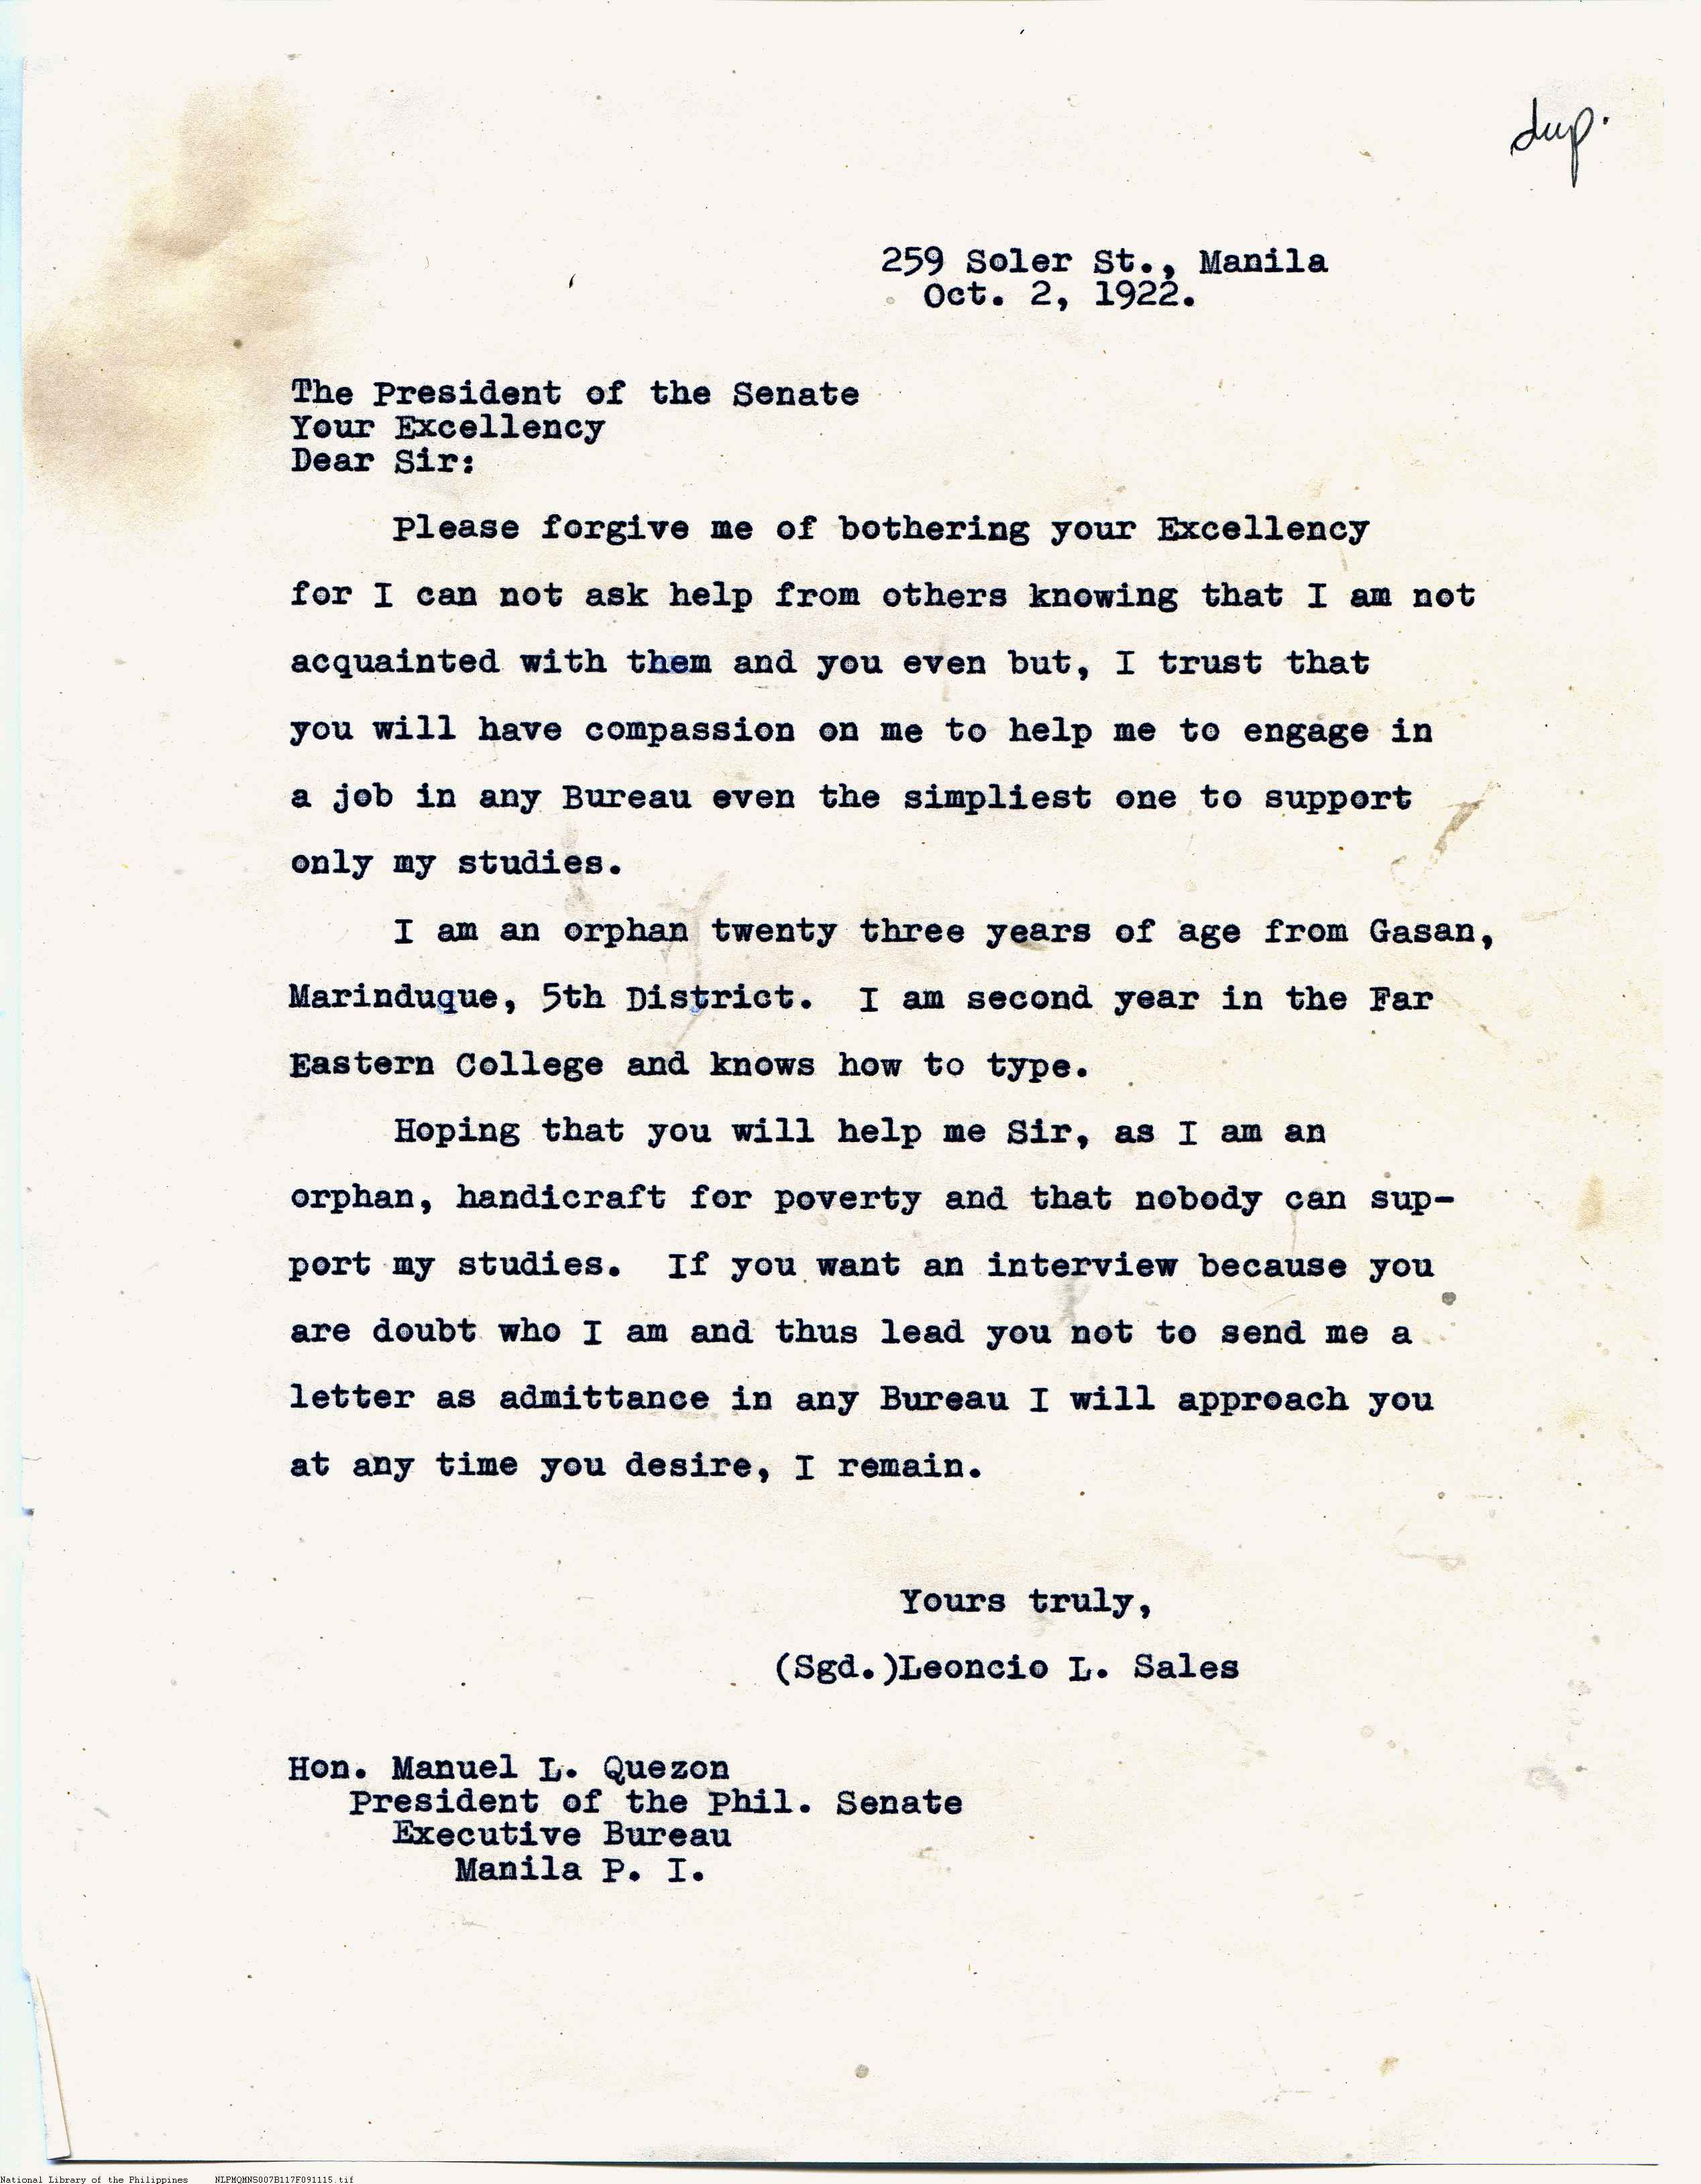 dup.
259 Soler St., Manila
Oct. 2, 1922.
The President of the Senate
Your Excellency
Dear Sir:
Please forgive me of bothering your Excellency
for I can not ask help from others knowing that I am not
acquainted with them and you even but, I trust that
you will have compassion on me to help me to engage in
a job in any Bureau even the simpliest one to support
only my studies.
I am an orphan twenty three years of age from Gasan,
Marinduque, 5th District. I am second year in the Far
Eastern College and knows how to type.
Hoping that you will help me Sir, as I am an
orphan, handicraft for poverty and that nobody can sup-
port my studies. If you want an interview because you
are doubt who I am and thus lead you not to send me a
letter as admittance in any Bureau I will approach you
at any time you desire, I remain.
Yours truly,
(Sgd.)Leoncio L. Sales
Hon. Manuel L. Quezon
President of the Phil. Senate
Executive Bureau
Manila P. I.
National Library of the Philippines NLPMQMNS007B117F091115.tif